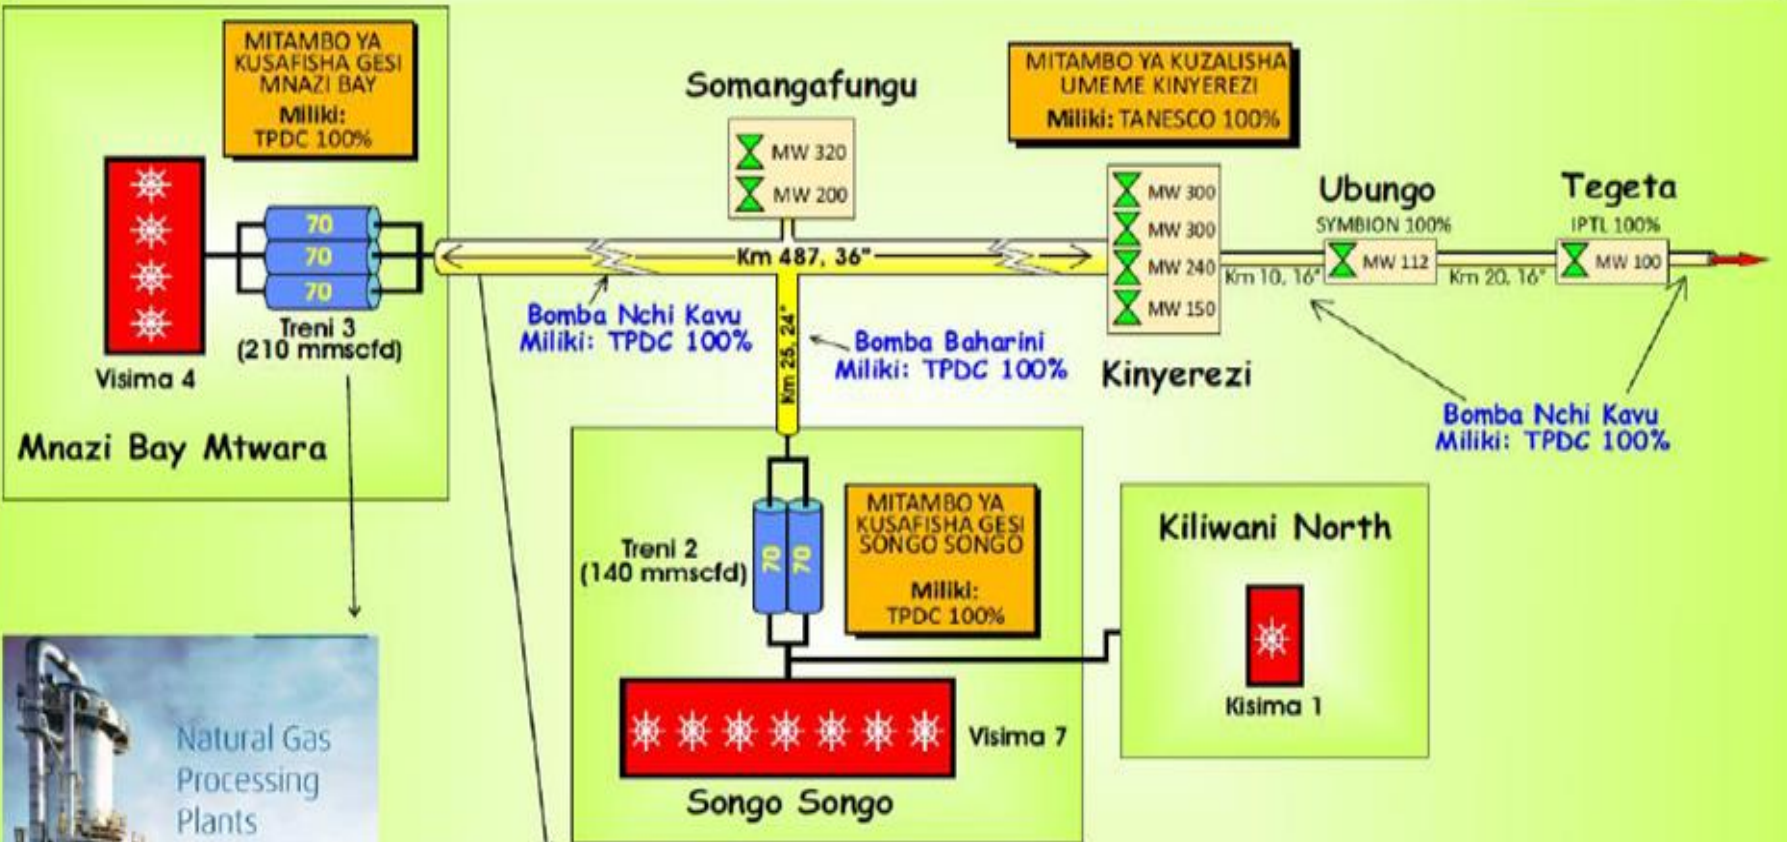 MITAMBO YA
KUSAFISHA GESI
MNAZI BAY
Miliki:
TPDC 100%
70
70
70
Treni 3
(210 mmscfd)
Visima 4
Mnazi Bay Mtwara
Somangafungu
MW 320
MW 200
Km 487, 36"
Bomba Nchi Kavu
Miliki: TPDC 100%
Km 25, 24"
Bomba Baharini
Miliki: TPDC 100%
MITAMBO YA KUZALISHA
UMEME KINYEREZI
Miliki: TANESCO 100%
MW 300
MW 300
MW 240
MW 150
Kinyerezi
Km 10, 16"
Ubungo
SYMBION 100%
MW 112
Km 20, 16"
Tegeta
IPTL 100%
MW 100
Bomba Nchi Kavu
Miliki: TPDC 100%
Treni 2
(140 mmscfd)
70
70
MITAMBO YA
KUSAFISHA GESI
SONGO SONGO
Miliki:
TPDC 100%
Visima 7
Songo Songo
Kiliwani North
Kisima 1
Natural Gas
Processing
Plants